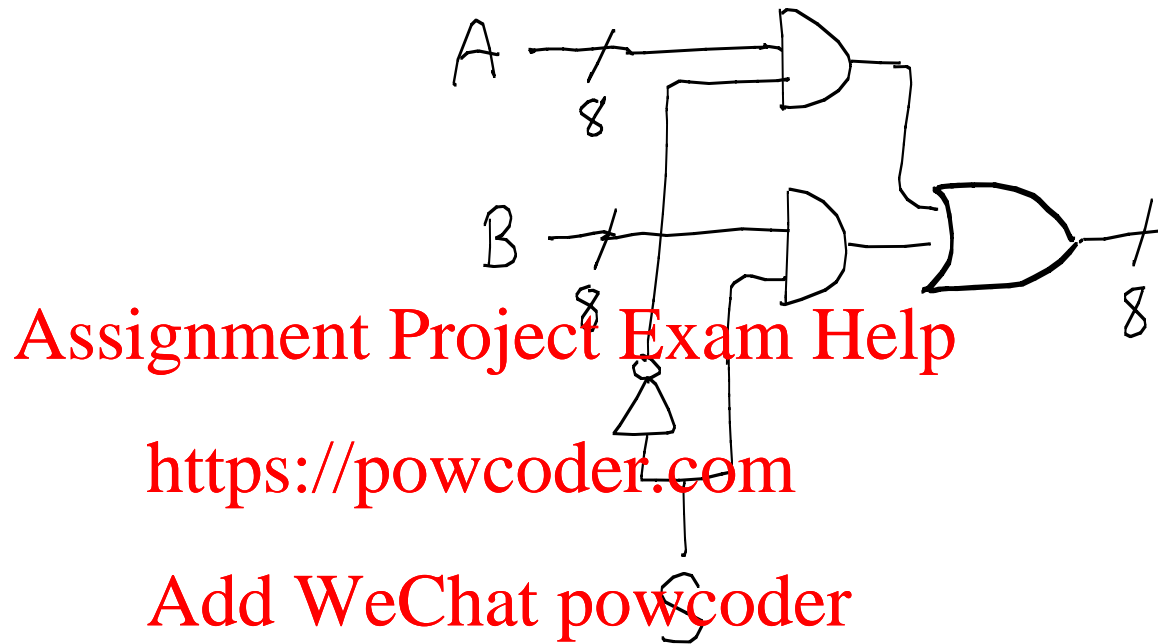 A
8
B
8
8
Assignment Project Exam Help
https://powcoder.com
Add WeChat powcoder
S